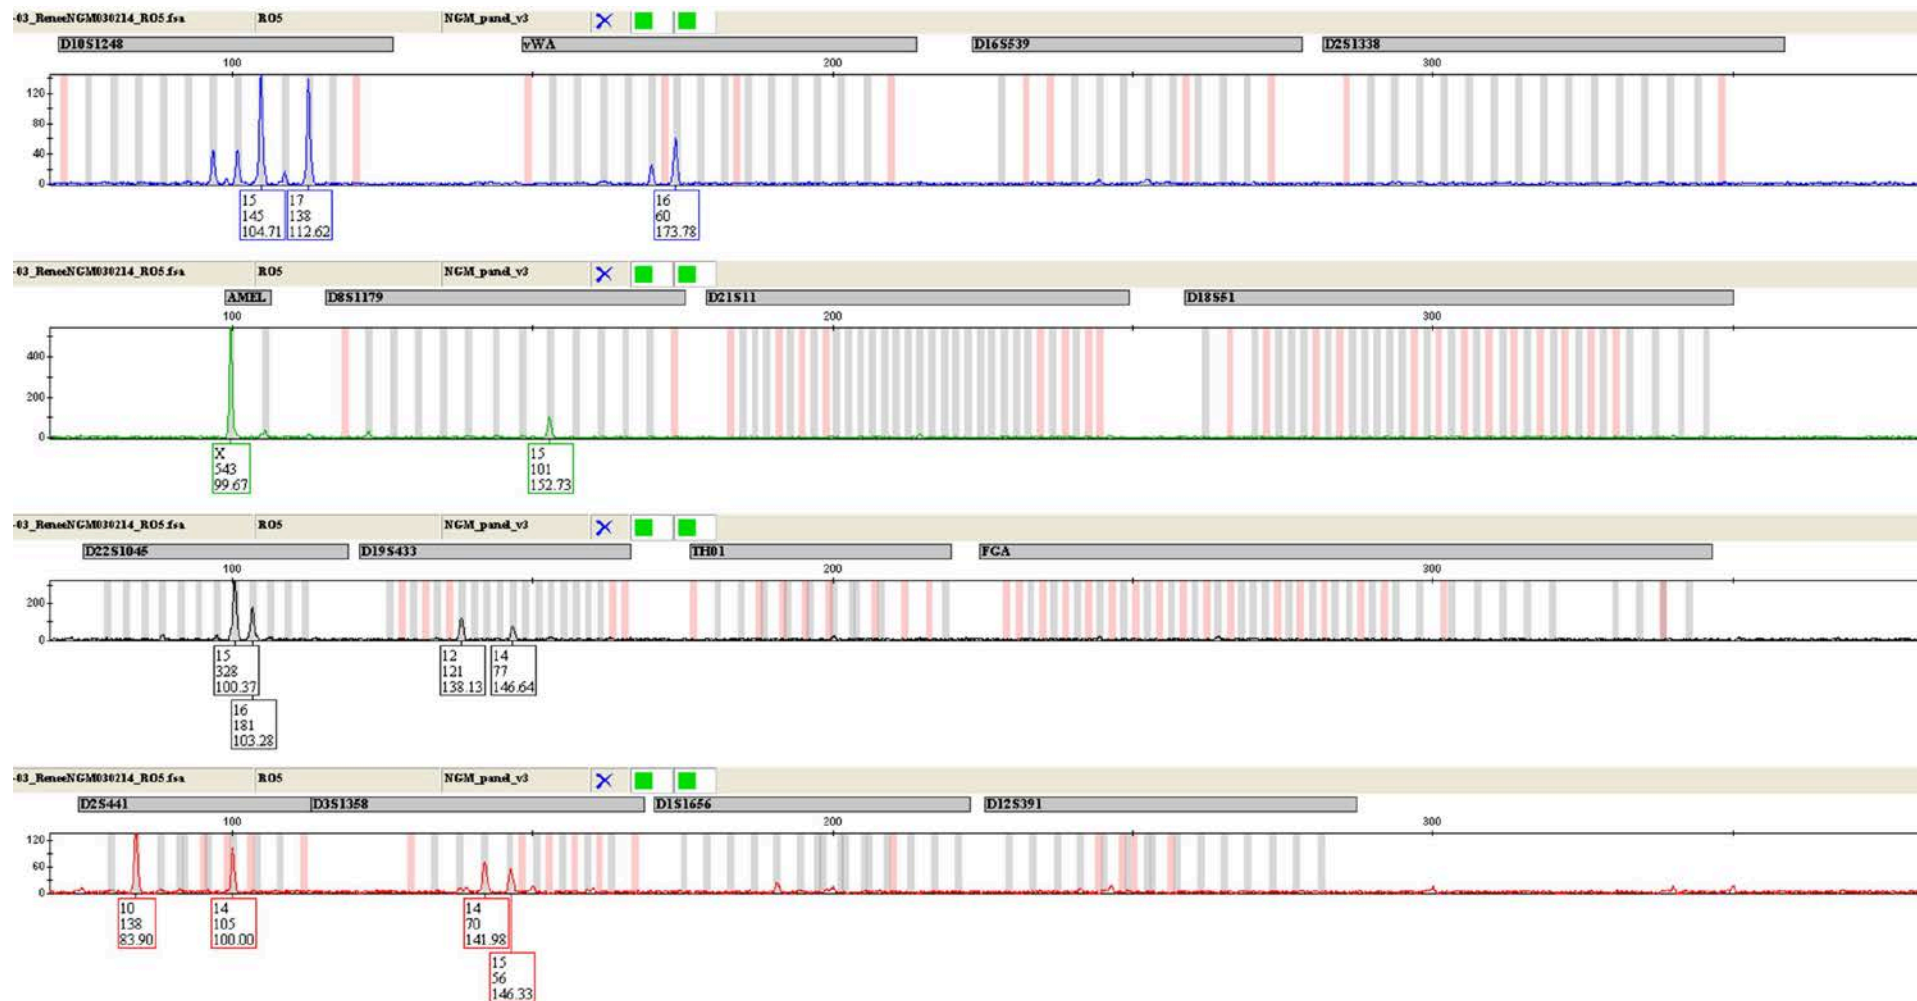 -03_ReneeNGM030214_RO5.fsa RO5 NGM_panel_v3
D10S1248 vWA D16S539 D2S1338
100 200 300
120
80
40
0
15 17 16
145 138 60
104.71 112.62 173.78
-03_ReneeNGM030214_RO5.fsa RO5 NGM_panel_v3
AMEL D8S1179 D21S11 D18S51
100 200 300
400
200
0
X 15
543 101
99.67 152.73
-03_ReneeNGM030214_RO5.fsa RO5 NGM_panel_v3
D22S1045 D19S433 TH01 FGA
100 200 300
200
0
15 12 14
328 121 77
100.37 138.13 146.64
16
181
103.28
-03_ReneeNGM030214_RO5.fsa RO5 NGM_panel_v3
D2S441 D3S1358 D1S1656 D12S391
100 200 300
120
60
0
10 14 14
138 105 70
83.90 100.00 141.98
15
56
146.33